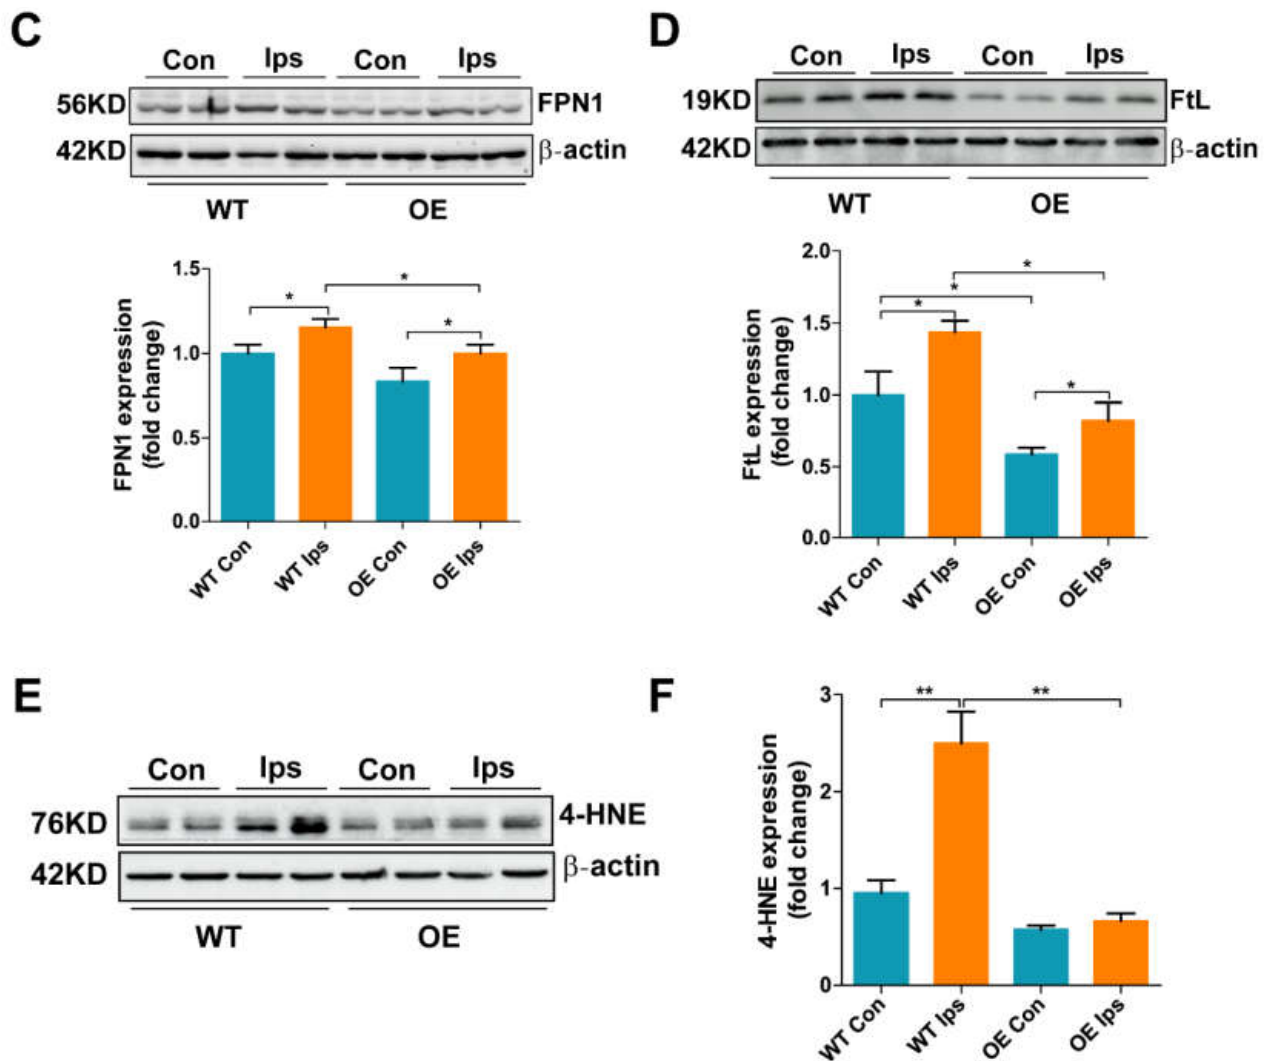 C
Con Ips Con Ips
56KD FPN1
42KD β-actin
WT OE
1.5
1.0
0.5
0.0
FPN1 expression
(fold change)
* * *
WT Con WT Ips OE Con OE Ips
D
Con Ips Con Ips
19KD FtL
42KD β-actin
WT OE
2.0
1.5
1.0
0.5
0.0
FtL expression
(fold change)
* * * *
WT Con WT Ips OE Con OE Ips
E
Con Ips Con Ips
76KD 4-HNE
42KD β-actin
WT OE
F
3
2
1
0
4-HNE expression
(fold change)
** **
WT Con WT Ips OE Con OE Ips